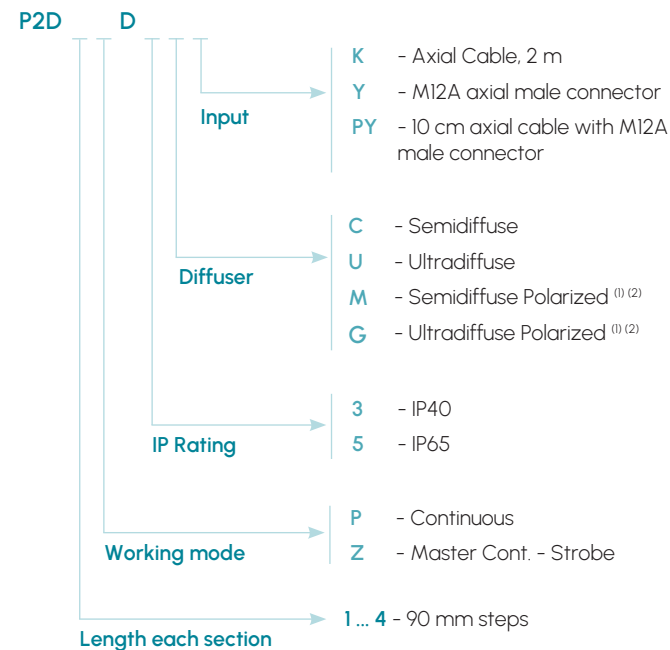 P2D D
K - Axial Cable, 2 m
Y - M12A axial male connector
Input
PY - 10 cm axial cable with M12A
male connector
C - Semidiffuse
U - Ultradiffuse
Diffuser
M - Semidiffuse Polarized (1) (2)
G - Ultradiffuse Polarized (1) (2)
3 - IP40
IP Rating
5 - IP65
P - Continuous
Working mode
Z - Master Cont. - Strobe
1 ... 4 - 90 mm steps
Length each section